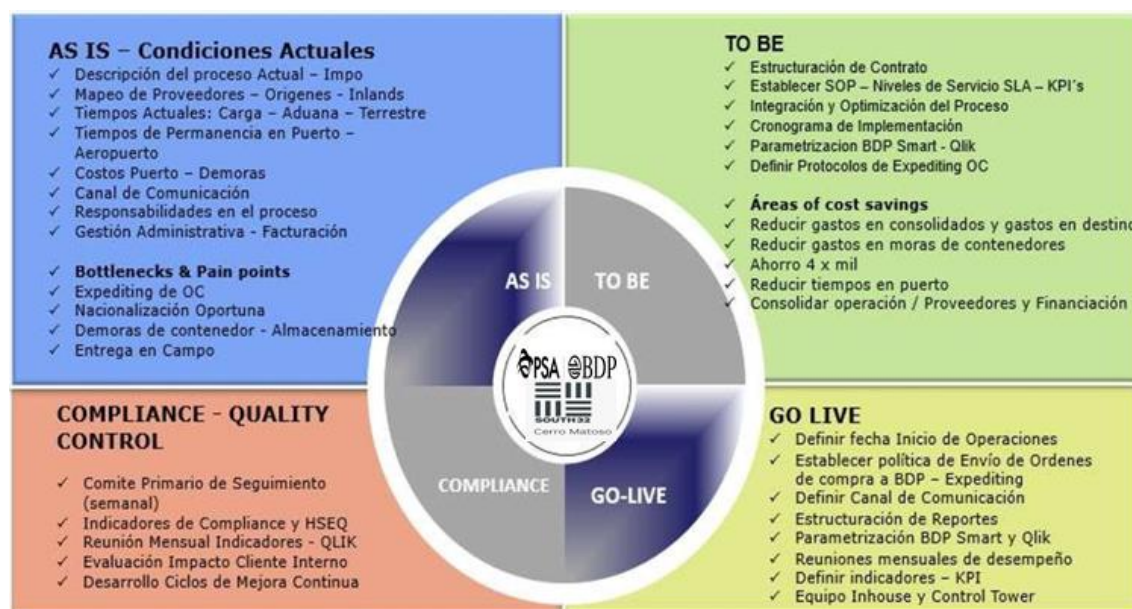 AS IS – Condiciones Actuales
✓ Descripción del proceso Actual – Impo
✓ Mapeo de Proveedores – Origenes - Inlands
✓ Tiempos Actuales: Carga – Aduana – Terrestre
✓ Tiempos de Permanencia en Puerto –
Aeropuerto
✓ Costos Puerto – Demoras
✓ Canal de Comunicación
✓ Responsabilidades en el proceso
✓ Gestión Administrativa - Facturación
✓ Bottlenecks & Pain points
✓ Expediting de OC
✓ Nacionalización Oportuna
✓ Demoras de contenedor - Almacenamiento
✓ Entrega en Campo
TO BE
✓ Estructuración de Contrato
✓ Establecer SOP – Niveles de Servicio SLA – KPI´s
✓ Integración y Optimización del Proceso
✓ Cronograma de Implementación
✓ Parametrizacion BDP Smart - Qlik
✓ Definir Protocolos de Expediting OC
✓ Áreas of cost savings
✓ Reducir gastos en consolidados y gastos en destino
✓ Reducir gastos en moras de contenedores
✓ Ahorro 4 x mil
✓ Reducir tiempos en puerto
✓ Consolidar operación / Proveedores y Financiación
AS IS
TO BE
PSA BDP
SOUTH32
Cerro Matoso
COMPLIANCE
GO-LIVE
COMPLIANCE - QUALITY
CONTROL
✓ Comite Primario de Seguimiento
(semanal)
✓ Indicadores de Compliance y HSEQ
✓ Reunión Mensual Indicadores - QLIK
✓ Evaluación Impacto Cliente Interno
✓ Desarrollo Ciclos de Mejora Continua
GO LIVE
✓ Definir fecha Inicio de Operaciones
✓ Establecer política de Envío de Ordenes
de compra a BDP – Expediting
✓ Definir Canal de Comunicación
✓ Estructuración de Reportes
✓ Parametrización BDP Smart y Qlik
✓ Reuniones mensuales de desempeño
✓ Definir indicadores – KPI
✓ Equipo Inhouse y Control Tower